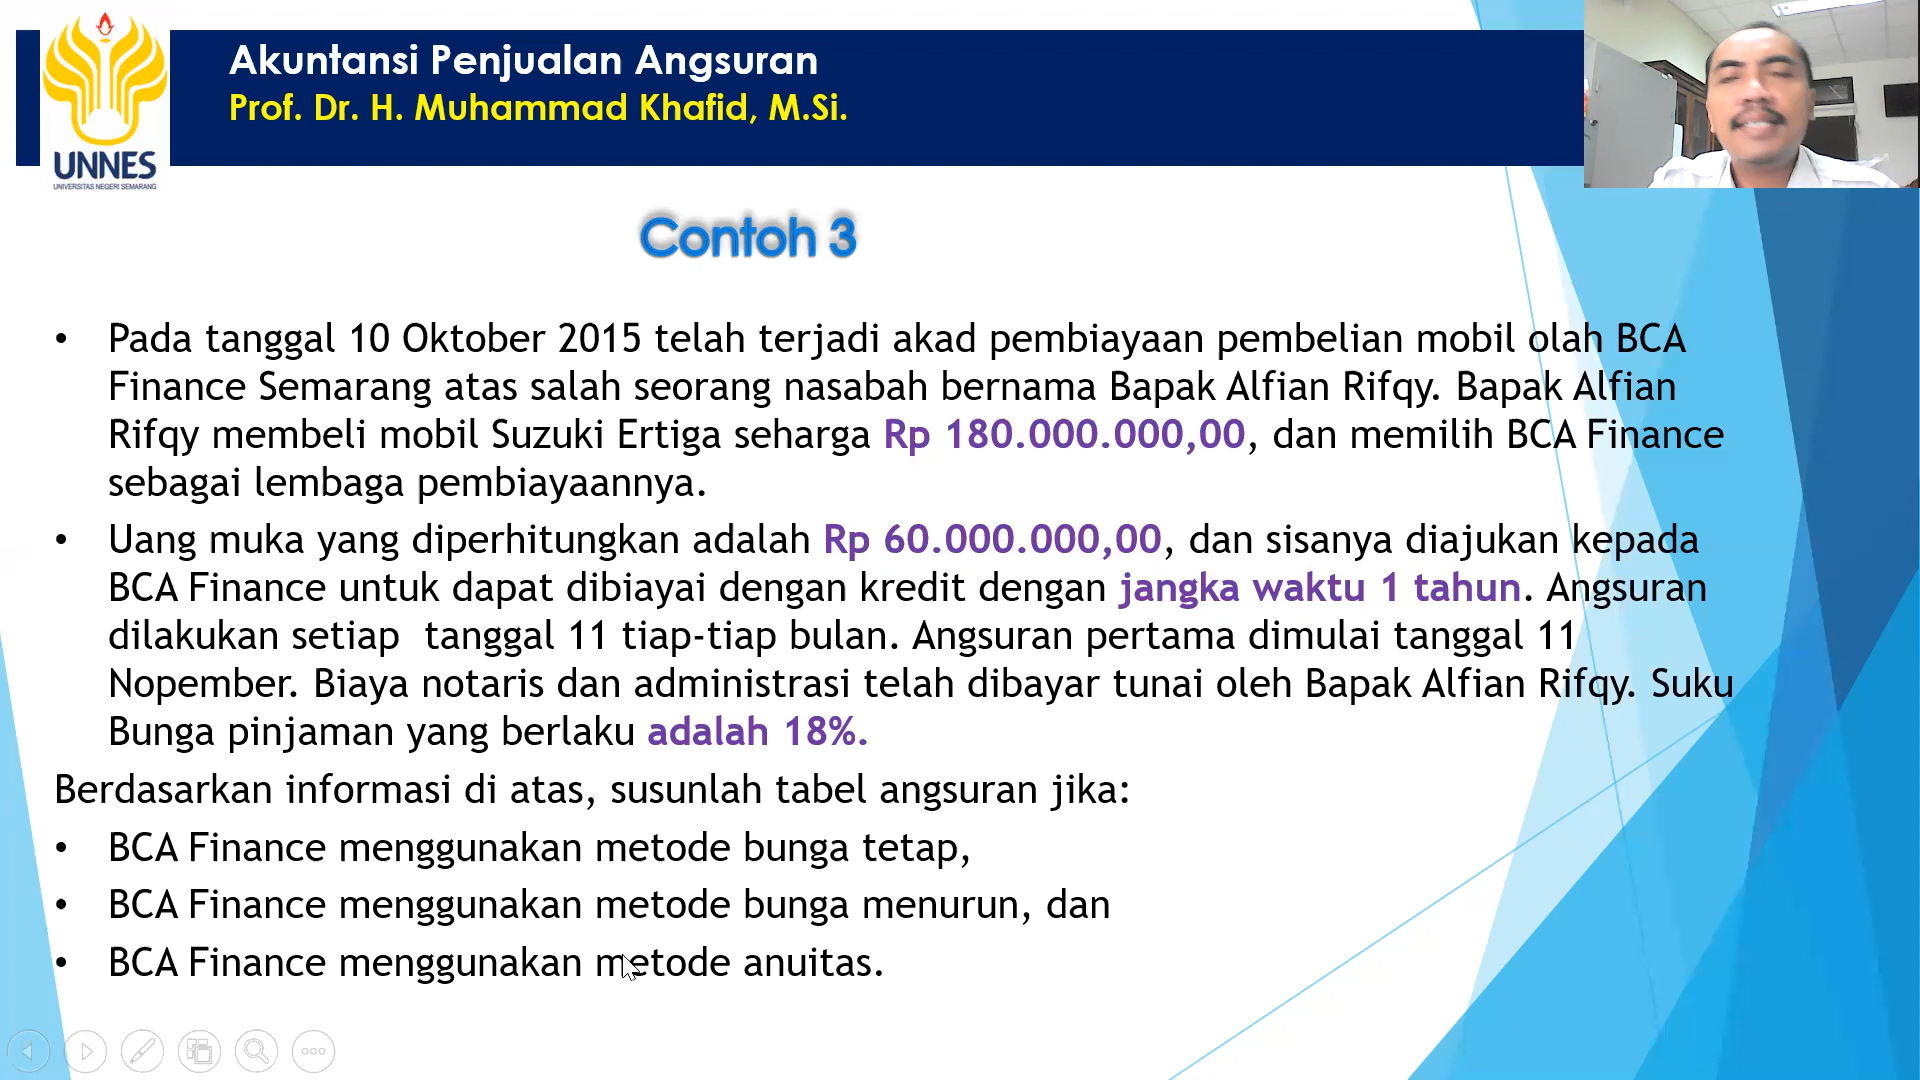 Akuntansi Penjualan Angsuran
Prof. Dr. H. Muhammad Khafid, M.Si.
UNNES
UNIVERSITAS NEGERI SEMARANG
Contoh 3
• Pada tanggal 10 Oktober 2015 telah terjadi akad pembiayaan pembelian mobil olah BCA
Finance Semarang atas salah seorang nasabah bernama Bapak Alfian Rifqy. Bapak Alfian
Rifqy membeli mobil Suzuki Ertiga seharga Rp 180.000.000,00, dan memilih BCA Finance
sebagai lembaga pembiayaannya.
• Uang muka yang diperhitungkan adalah Rp 60.000.000,00, dan sisanya diajukan kepada
BCA Finance untuk dapat dibiayai dengan kredit dengan jangka waktu 1 tahun. Angsuran
dilakukan setiap  tanggal 11 tiap-tiap bulan. Angsuran pertama dimulai tanggal 11
Nopember. Biaya notaris dan administrasi telah dibayar tunai oleh Bapak Alfian Rifqy. Suku
Bunga pinjaman yang berlaku adalah 18%.
Berdasarkan informasi di atas, susunlah tabel angsuran jika:
• BCA Finance menggunakan metode bunga tetap,
• BCA Finance menggunakan metode bunga menurun, dan
• BCA Finance menggunakan metode anuitas.